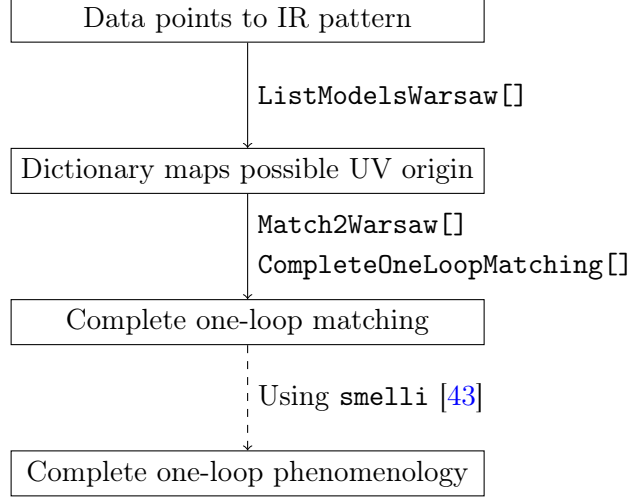 Data points to IR pattern
ListModelsWarsaw[]
Dictionary maps possible UV origin
Match2Warsaw[]
CompleteOneLoopMatching[]
Complete one-loop matching
Using smelli [43]
Complete one-loop phenomenology